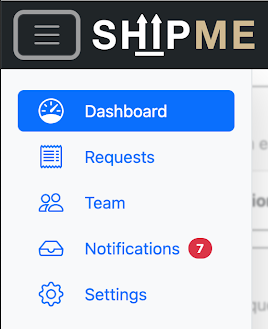 SHIPME
Dashboard
Requests
Team
Notifications 7
Settings